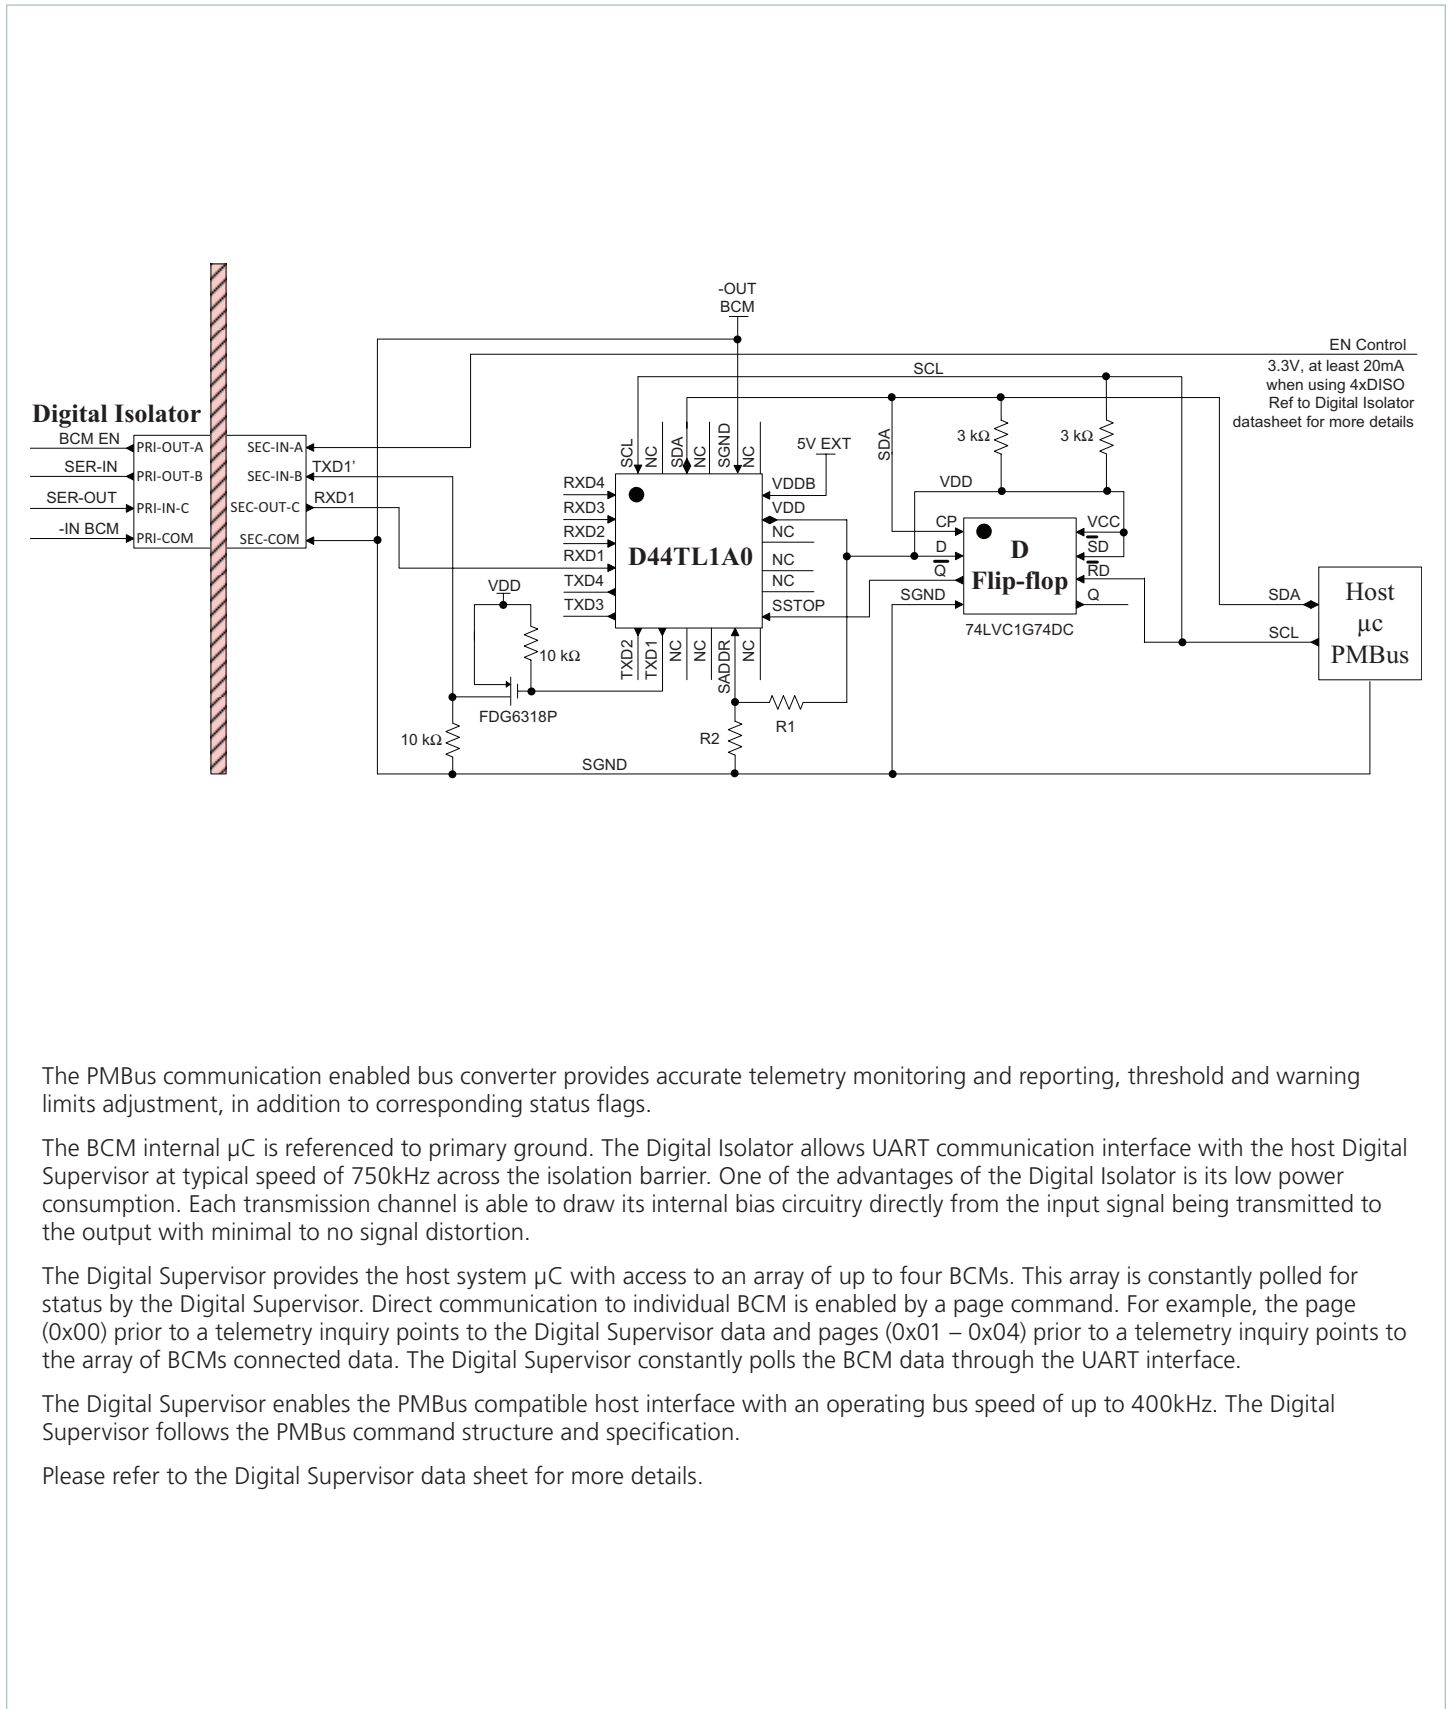 -OUT
BCM
EN Control
3.3V, at least 20mA
when using 4xDISO
Ref to Digital Isolator
datasheet for more details
SCL
Digital Isolator
BCM EN
SER-IN
SER-OUT
-IN BCM
PRI-OUT-A
PRI-OUT-B
PRI-IN-C
PRI-COM
SEC-IN-A
SEC-IN-B
SEC-OUT-C
SEC-COM
TXD1'
RXD1
SCL
NC
SDA
NC
SGND
NC
5V EXT
SDA
3 kΩ
3 kΩ
VDD
RXD4
RXD3
RXD2
RXD1
TXD4
TXD3
D44TL1A0
VDDB
VDD
NC
NC
NC
SSTOP
TXD2
TXD1
NC
NC
SADDR
NC
CP
D
Q
SGND
D
Flip-flop
VCC
SD
RD
Q
74LVC1G74DC
SDA
SCL
Host
µc
PMBus
VDD
10 kΩ
FDG6318P
10 kΩ
R1
R2
SGND
The PMBus communication enabled bus converter provides accurate telemetry monitoring and reporting, threshold and warning
limits adjustment, in addition to corresponding status flags.
The BCM internal µC is referenced to primary ground. The Digital Isolator allows UART communication interface with the host Digital
Supervisor at typical speed of 750kHz across the isolation barrier. One of the advantages of the Digital Isolator is its low power
consumption. Each transmission channel is able to draw its internal bias circuitry directly from the input signal being transmitted to
the output with minimal to no signal distortion.
The Digital Supervisor provides the host system µC with access to an array of up to four BCMs. This array is constantly polled for
status by the Digital Supervisor. Direct communication to individual BCM is enabled by a page command. For example, the page
(0x00) prior to a telemetry inquiry points to the Digital Supervisor data and pages (0x01 – 0x04) prior to a telemetry inquiry points to
the array of BCMs connected data. The Digital Supervisor constantly polls the BCM data through the UART interface.
The Digital Supervisor enables the PMBus compatible host interface with an operating bus speed of up to 400kHz. The Digital
Supervisor follows the PMBus command structure and specification.
Please refer to the Digital Supervisor data sheet for more details.